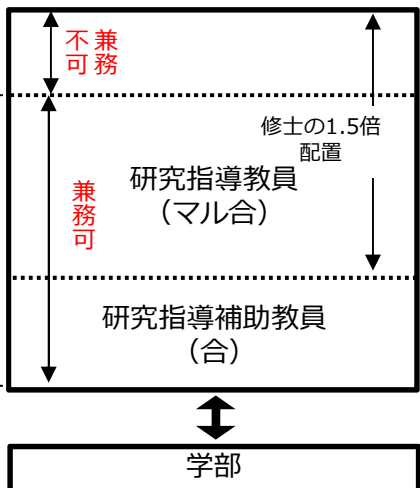 兼務
不可
修士の1.5倍
配置
研究指導教員
（マル合）
兼務可
研究指導補助教員
（合）
学部